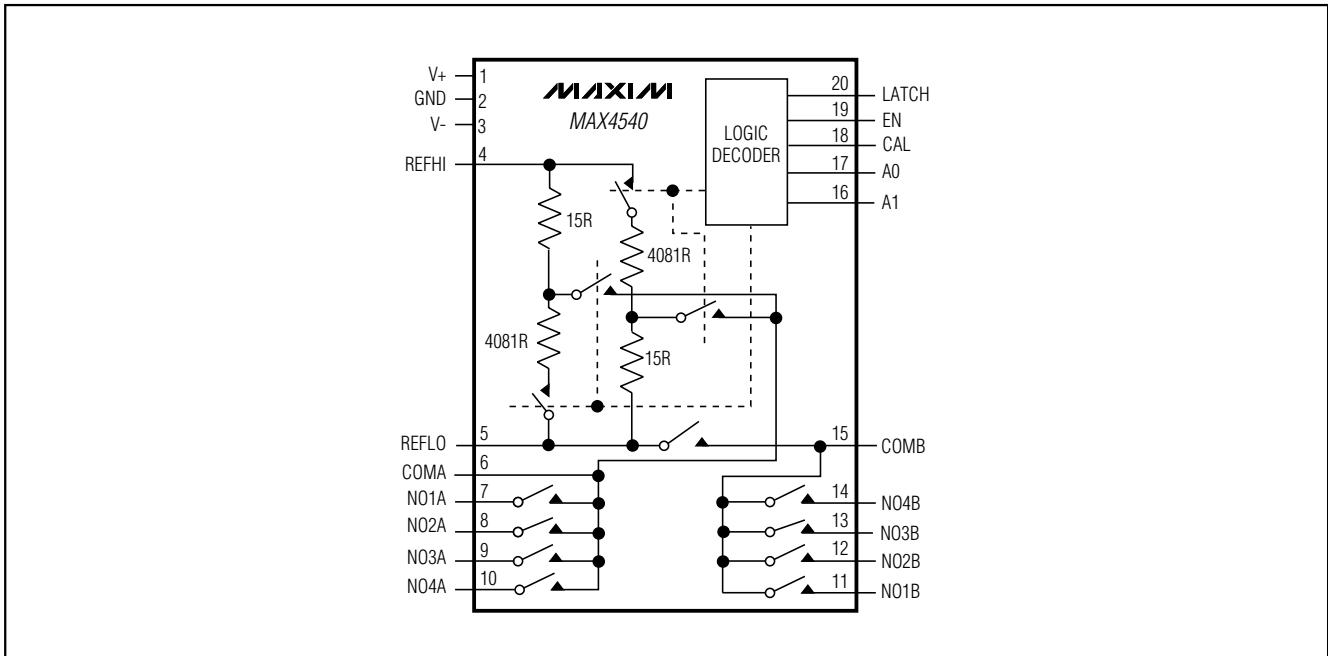 MAXIM
MAX4540
V+ 1
GND 2
V- 3
REFHI 4
REFLO 5
COMA 6
NO1A 7
NO2A 8
NO3A 9
NO4A 10
15R
4081R
4081R
15R
LOGIC
DECODER
20 LATCH
19 EN
18 CAL
17 A0
16 A1
15 COMB
14 NO4B
13 NO3B
12 NO2B
11 NO1B